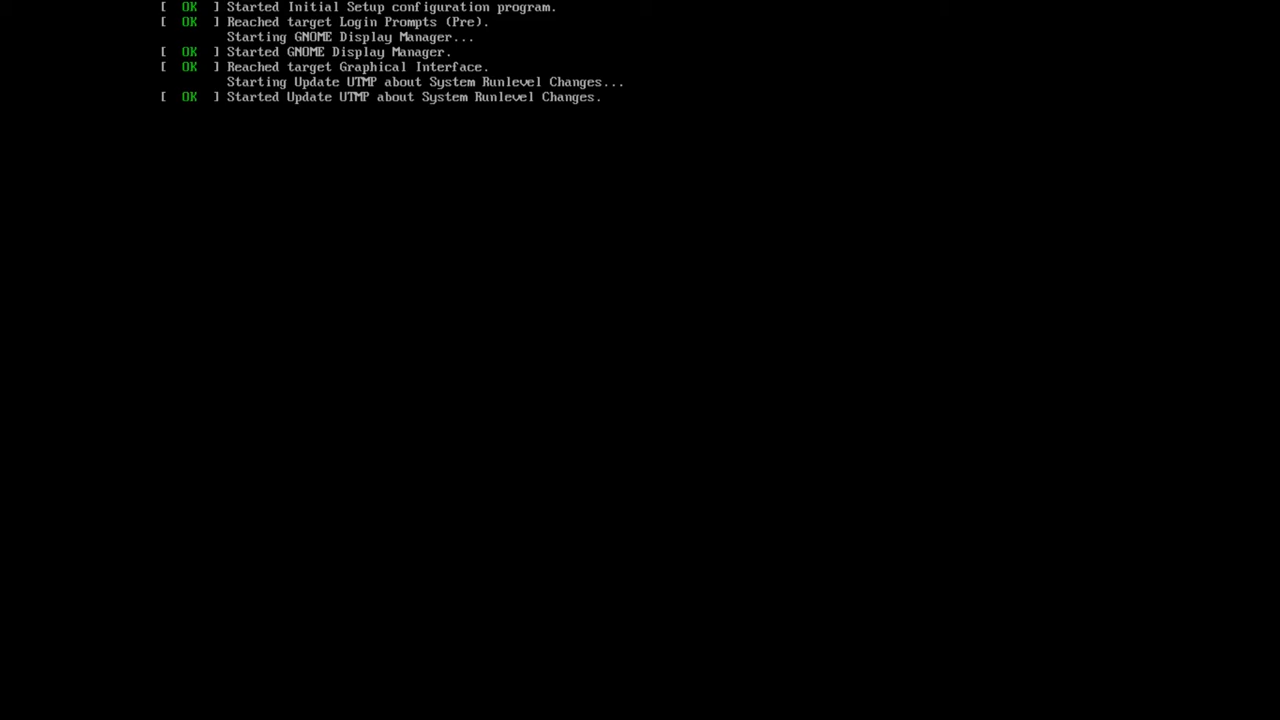 [  OK  ] Started Initial Setup configuration program.
[  OK  ] Reached target Login Prompts (Pre).
Starting GNOME Display Manager...
[  OK  ] Started GNOME Display Manager.
[  OK  ] Reached target Graphical Interface.
Starting Update UTMP about System Runlevel Changes...
[  OK  ] Started Update UTMP about System Runlevel Changes.